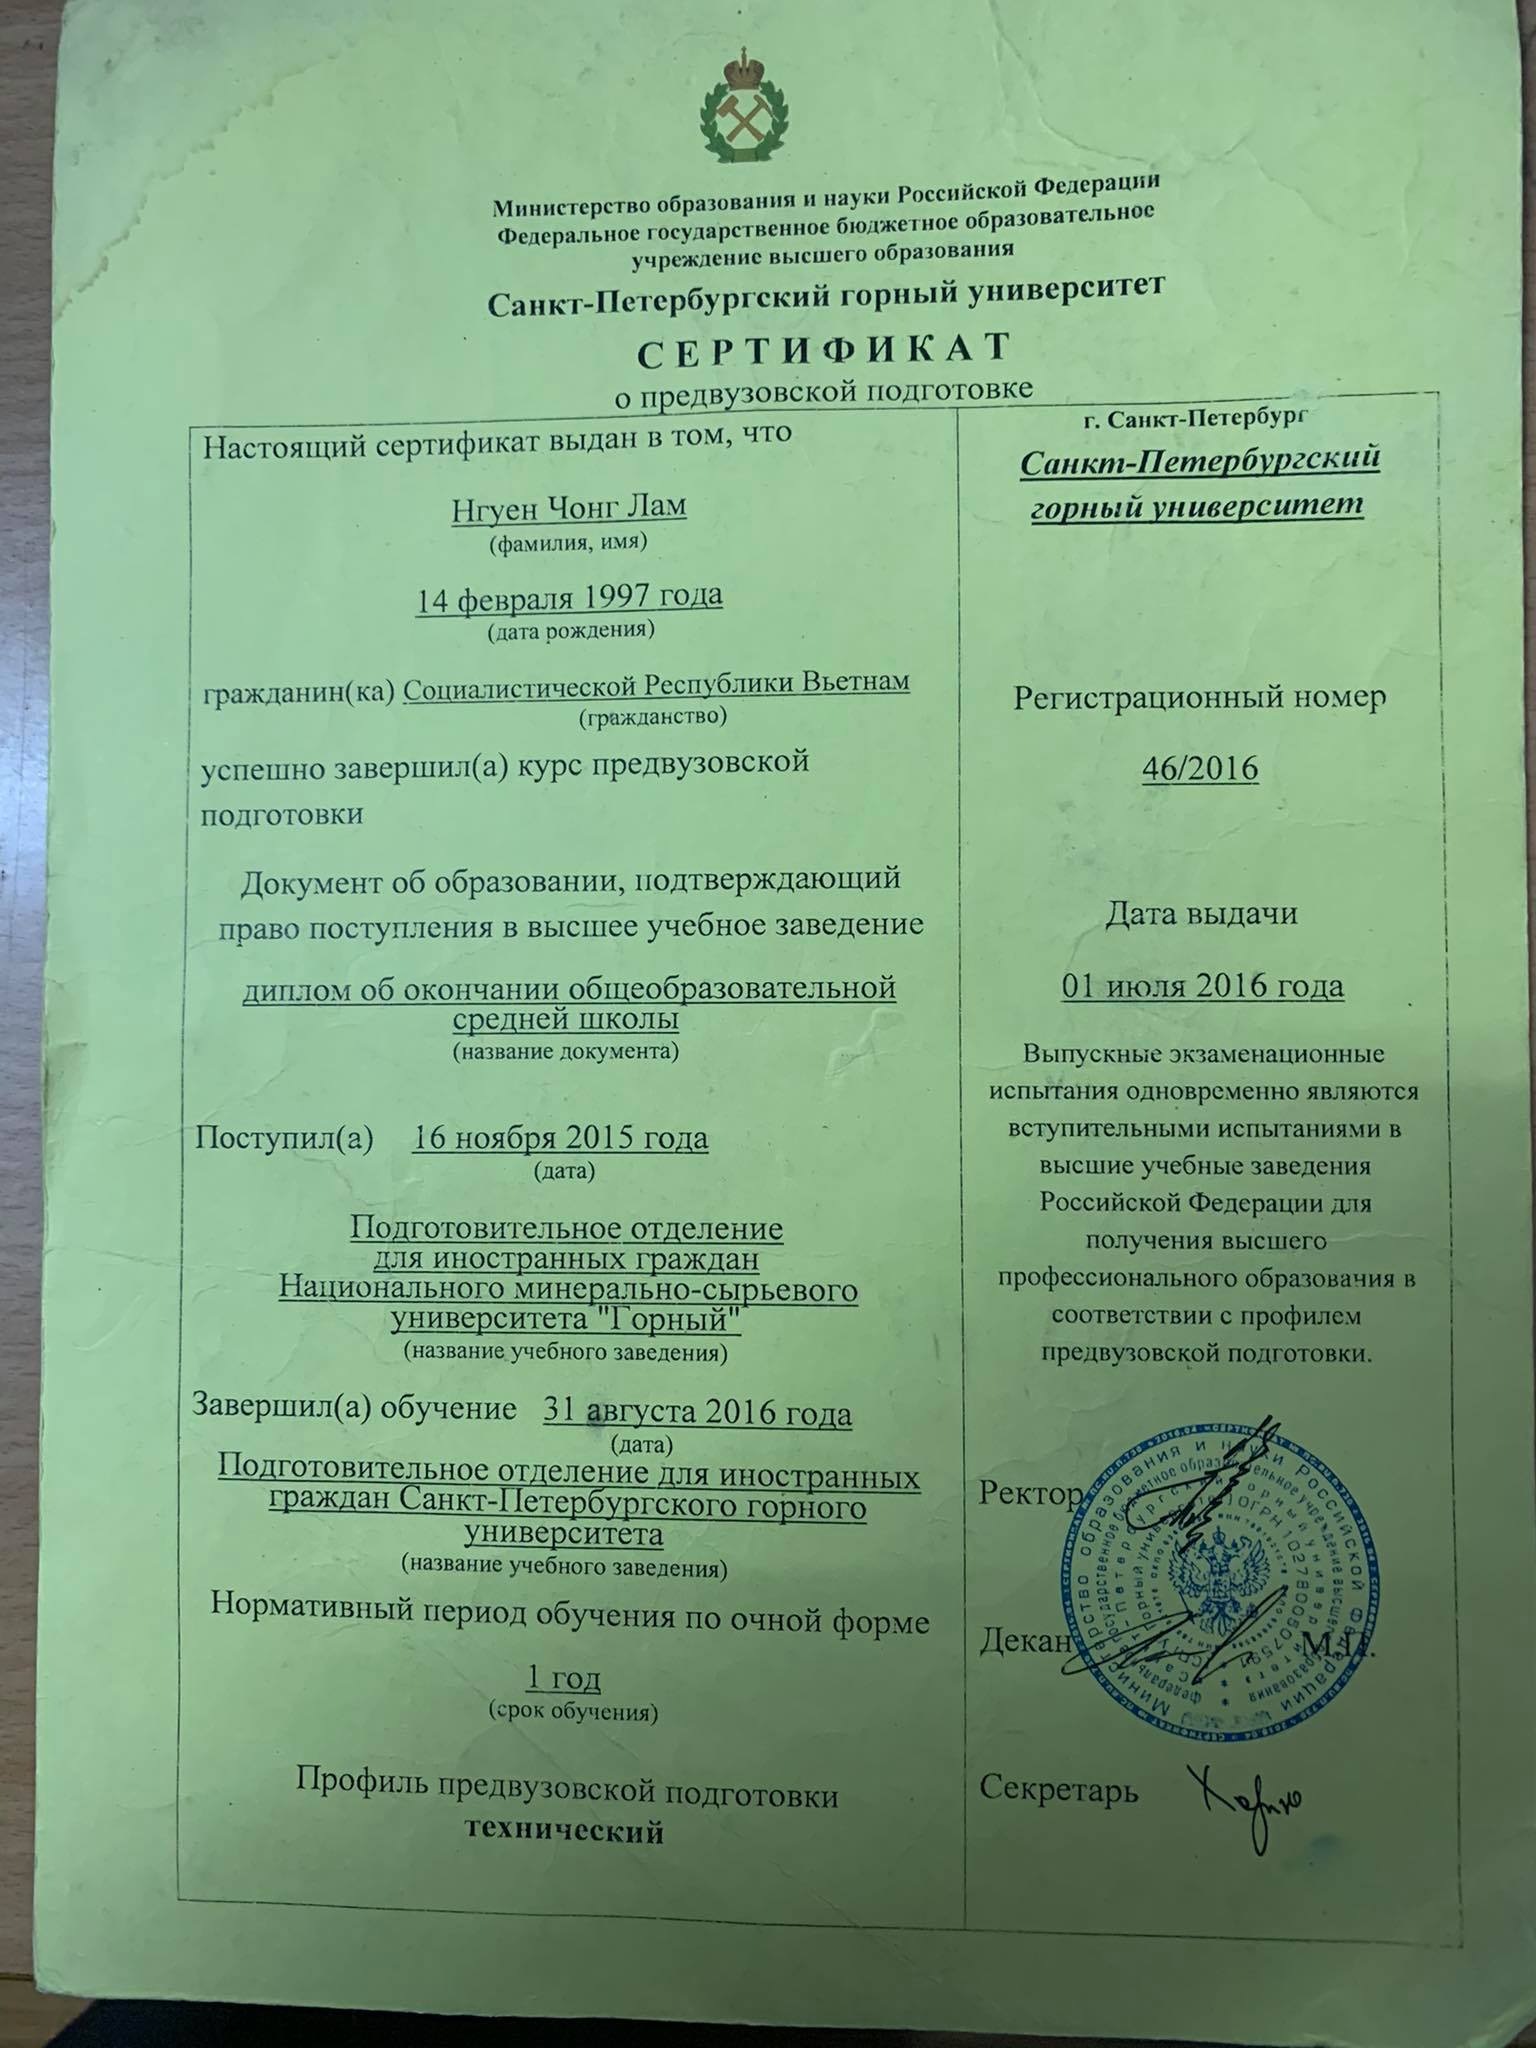 Министерство образования и науки Российской Федерации
Федеральное государственное бюджетное образовательное
учреждение высшего образования
Санкт-Петербургский горный университет
СЕРТИФИКАТ
о предвузовской подготовке
Настоящий сертификат выдан в том, что
Нгуен Чонг Лам
(фамилия, имя)
14 февраля 1997 года
(дата рождения)
гражданин(ка) Социалистической Республики Вьетнам
(гражданство)
успешно завершил(а) курс предвузовской
подготовки
Документ об образовании, подтверждающий
право поступления в высшее учебное заведение
диплом об окончании общеобразовательной
средней школы
(название документа)
Поступил(а) 16 ноября 2015 года
(дата)
Подготовительное отделение
для иностранных граждан
Национального минерально-сырьевого
университета "Горный"
(название учебного заведения)
Завершил(а) обучение 31 августа 2016 года
(дата)
Подготовительное отделение для иностранных
граждан Санкт-Петербургского горного
университета
(название учебного заведения)
Нормативный период обучения по очной форме
1 год
(срок обучения)
Профиль предвузовской подготовки
технический
г. Санкт-Петербург
Санкт-Петербургский
горный университет
Регистрационный номер
46/2016
Дата выдачи
01 июля 2016 года
Выпускные экзаменационные
испытания одновременно являются
вступительными испытаниями в
высшие учебные заведения
Российской Федерации для
получения высшего
профессионального образования в
соответствии с профилем
предвузовской подготовки.
Ректор
Декан
М.П.
Министерство образования и науки Российской Федерации
ОГРН 1027800507591
Секретарь